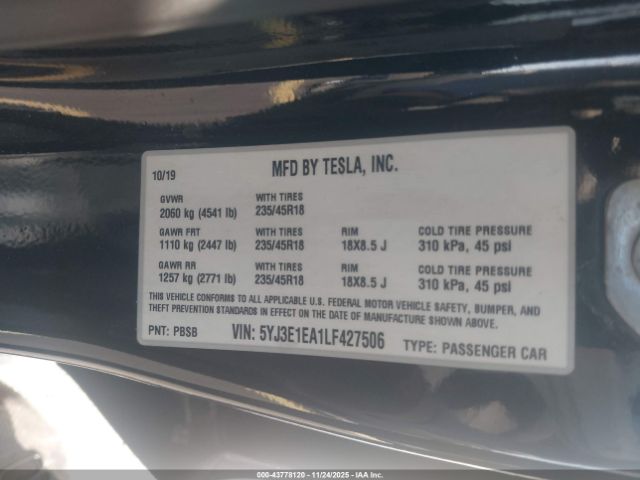 10/19 MFD BY TESLA, INC.
GVWR WITH TIRES
2060 kg (4541 lb) 235/45R18
GAWR FRT WITH TIRES RIM COLD TIRE PRESSURE
1110 kg (2447 lb) 235/45R18 18X8.5 J 310 kPa, 45 psi
GAWR RR WITH TIRES RIM COLD TIRE PRESSURE
1257 kg (2771 lb) 235/45R18 18X8.5 J 310 kPa, 45 psi
THIS VEHICLE CONFORMS TO ALL APPLICABLE U.S. FEDERAL MOTOR VEHICLE SAFETY, BUMPER, AND
THEFT PREVENTION STANDARDS IN EFFECT ON THE DATE OF MANUFACTURE SHOWN ABOVE.
PNT: PBSB VIN: 5YJ3E1EA1LF427506 TYPE: PASSENGER CAR
000-43778120 - 11/24/2025 - IAAI.COM